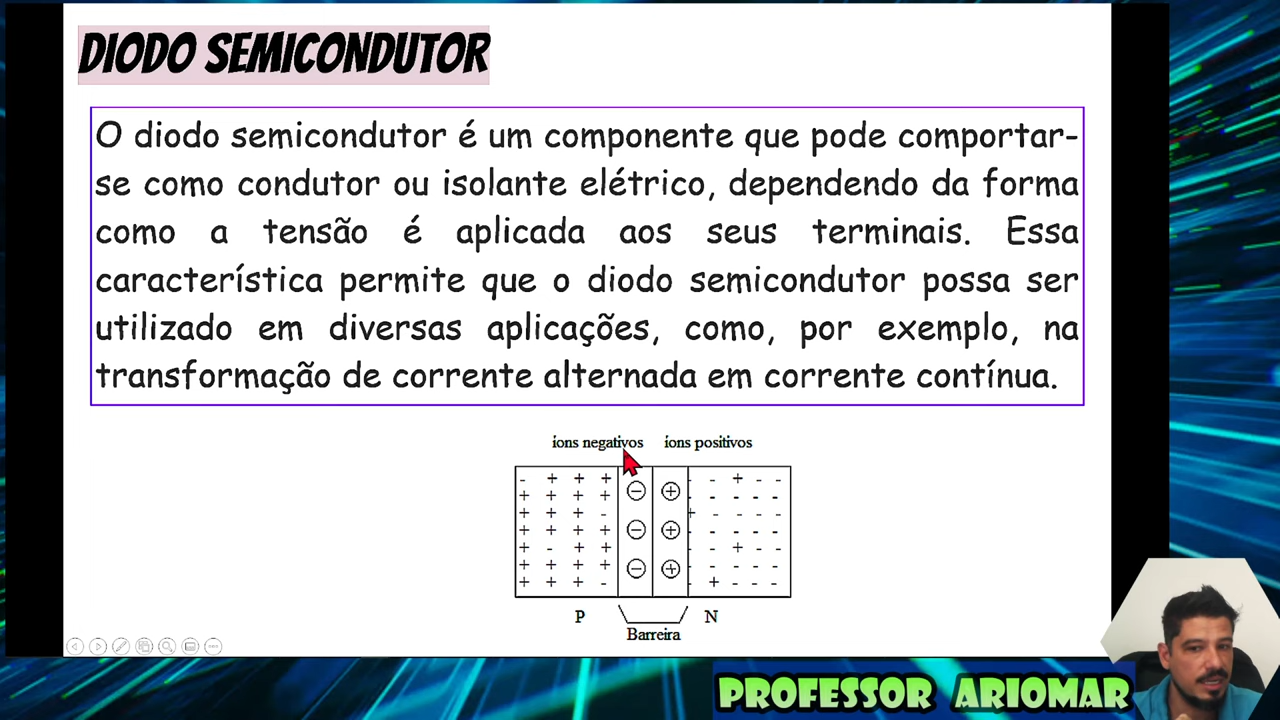 DIODO SEMICONDUTOR
O diodo semicondutor é um componente que pode comportar-
se como condutor ou isolante elétrico, dependendo da forma
como a tensão é aplicada aos seus terminais. Essa
característica permite que o diodo semicondutor possa ser
utilizado em diversas aplicações, como, por exemplo, na
transformação de corrente alternada em corrente contínua.
íons negativos íons positivos
- + + + - - + - -
+ + + + - - - -
+ + + - + - - - -
+ + + + - - - - -
+ - + + - - + - -
+ + + + - - - - -
+ + + - - + - - -
P N
Barreira
PROFESSOR ARIOMAR